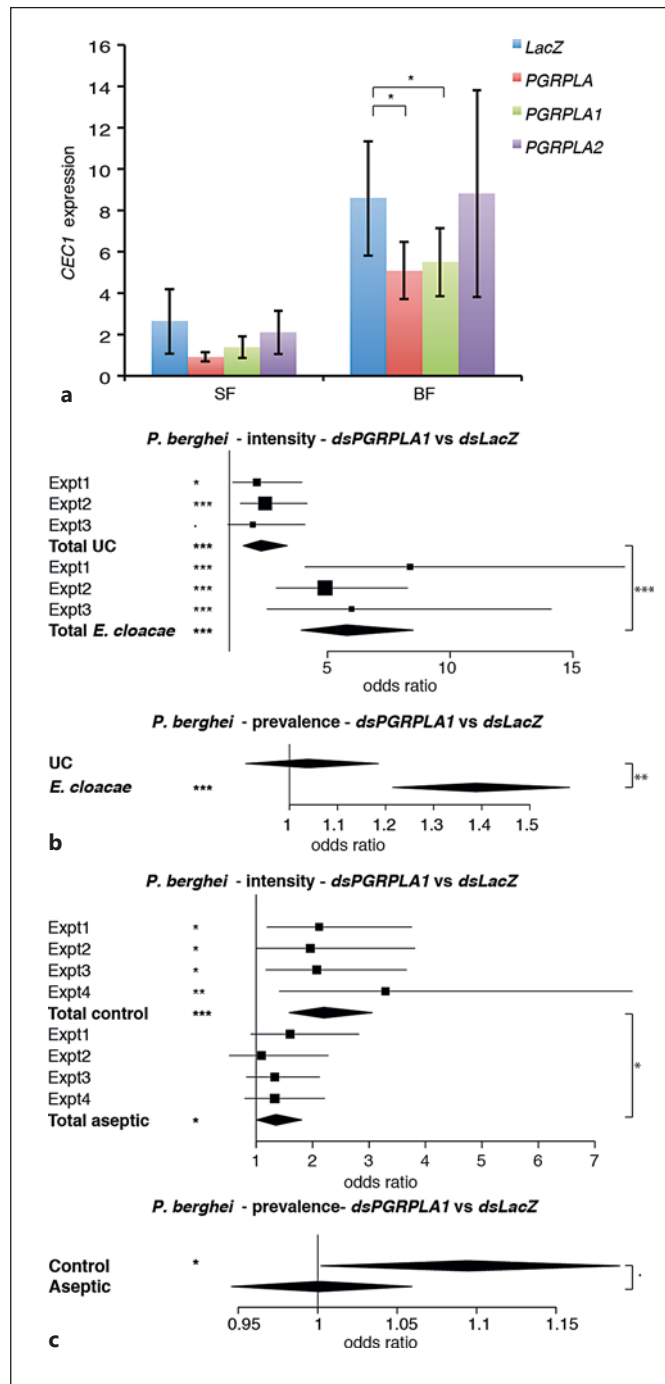 16
14
12
10
8
6
4
2
0
CEC1 expression
LacZ
PGRPLA
PGRPLA1
PGRPLA2
*
*
SF BF
a
P. berghei - intensity - dsPGRPLA1 vs dsLacZ
Expt1 *
Expt2 ***
Expt3 .
Total UC ***
Expt1 ***
Expt2 ***
Expt3 ***
Total E. cloacae ***
***
5 10 15
odds ratio
P. berghei - prevalence - dsPGRPLA1 vs dsLacZ
UC
E. cloacae ***
**
1 1.1 1.2 1.3 1.4 1.5
odds ratio
b
P. berghei - intensity - dsPGRPLA1 vs dsLacZ
Expt1 *
Expt2 *
Expt3 *
Expt4 **
Total control ***
Expt1
Expt2
Expt3
Expt4
Total aseptic *
*
1 2 3 4 5 6 7
odds ratio
P. berghei - prevalence- dsPGRPLA1 vs dsLacZ
Control *
Aseptic
.
0.95 1 1.05 1.1 1.15
odds ratio
c